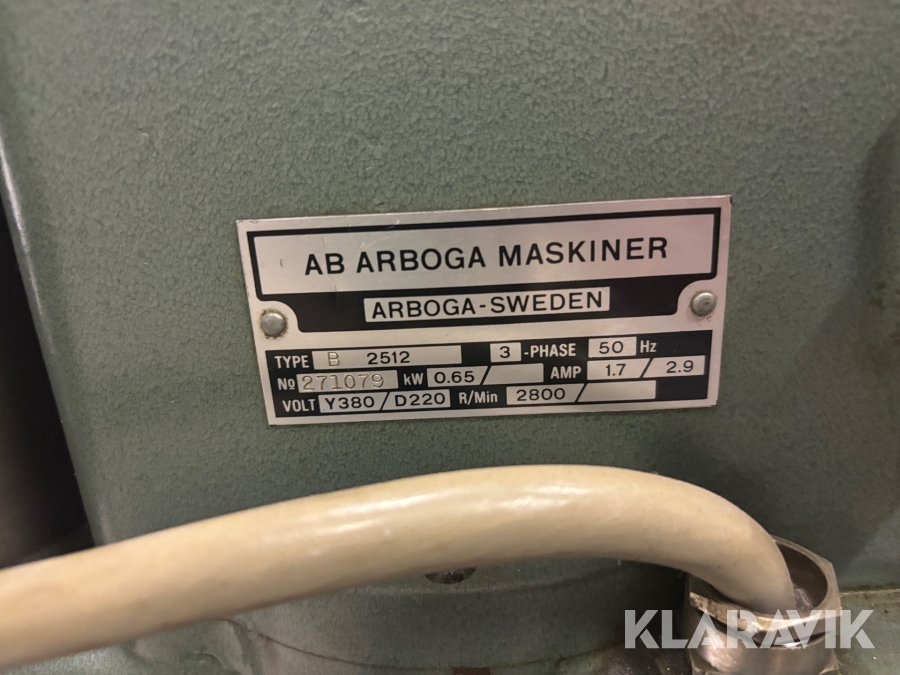 AB ARBOGA MASKINER
ARBOGA-SWEDEN
TYPE B 2512 3-PHASE 50 Hz
No 271079 kW 0.65/ AMP 1.7/2.9
VOLT Y380/D220 R/Min 2800/
KLARAVIK